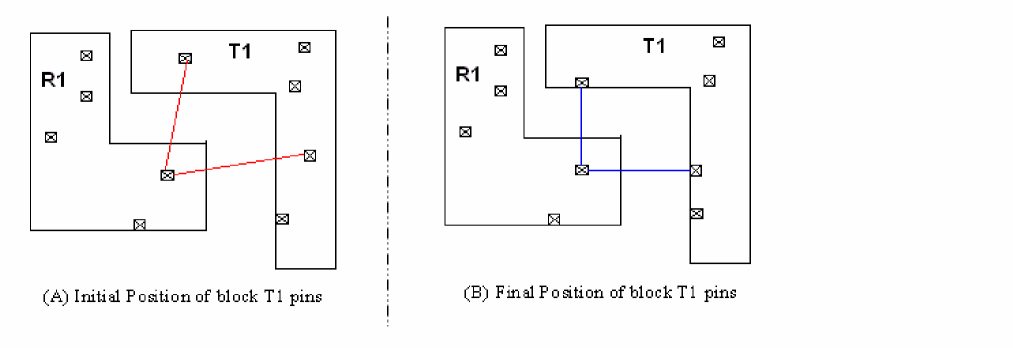 R1
T1
(A) Initial Position of block T1 pins
R1
T1
(B) Final Position of block T1 pins